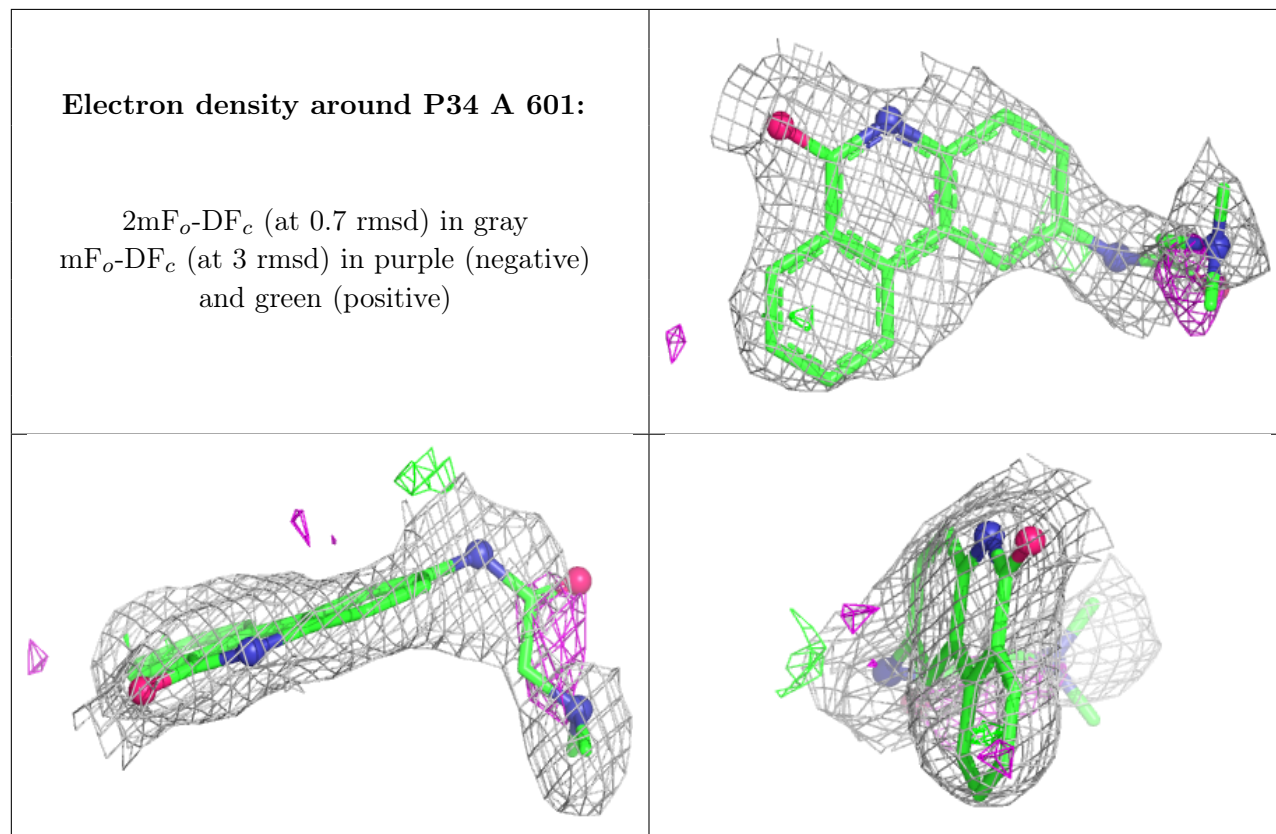 Electron density around P34 A 601:
2mFo-DFc (at 0.7 rmsd) in gray
mFo-DFc (at 3 rmsd) in purple (negative)
and green (positive)